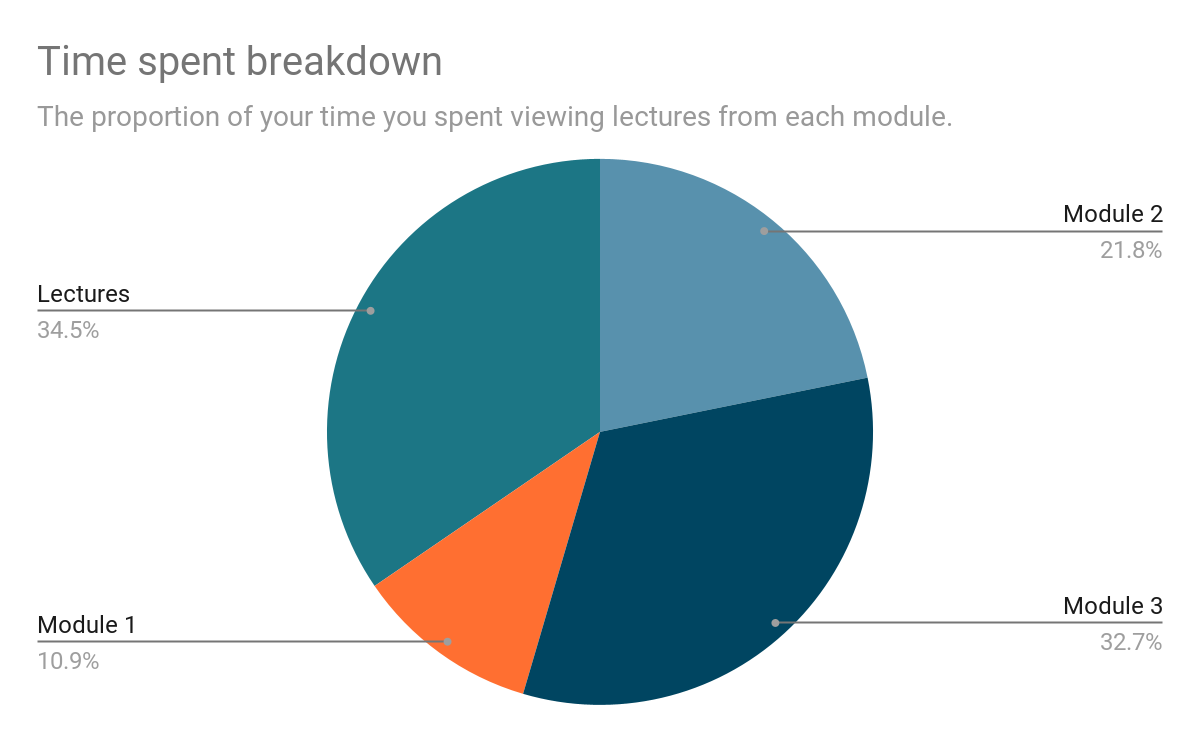 Time spent breakdown
The proportion of your time you spent viewing lectures from each module.
Module 2
21.8%
Lectures
34.5%
Module 3
32.7%
Module 1
10.9%